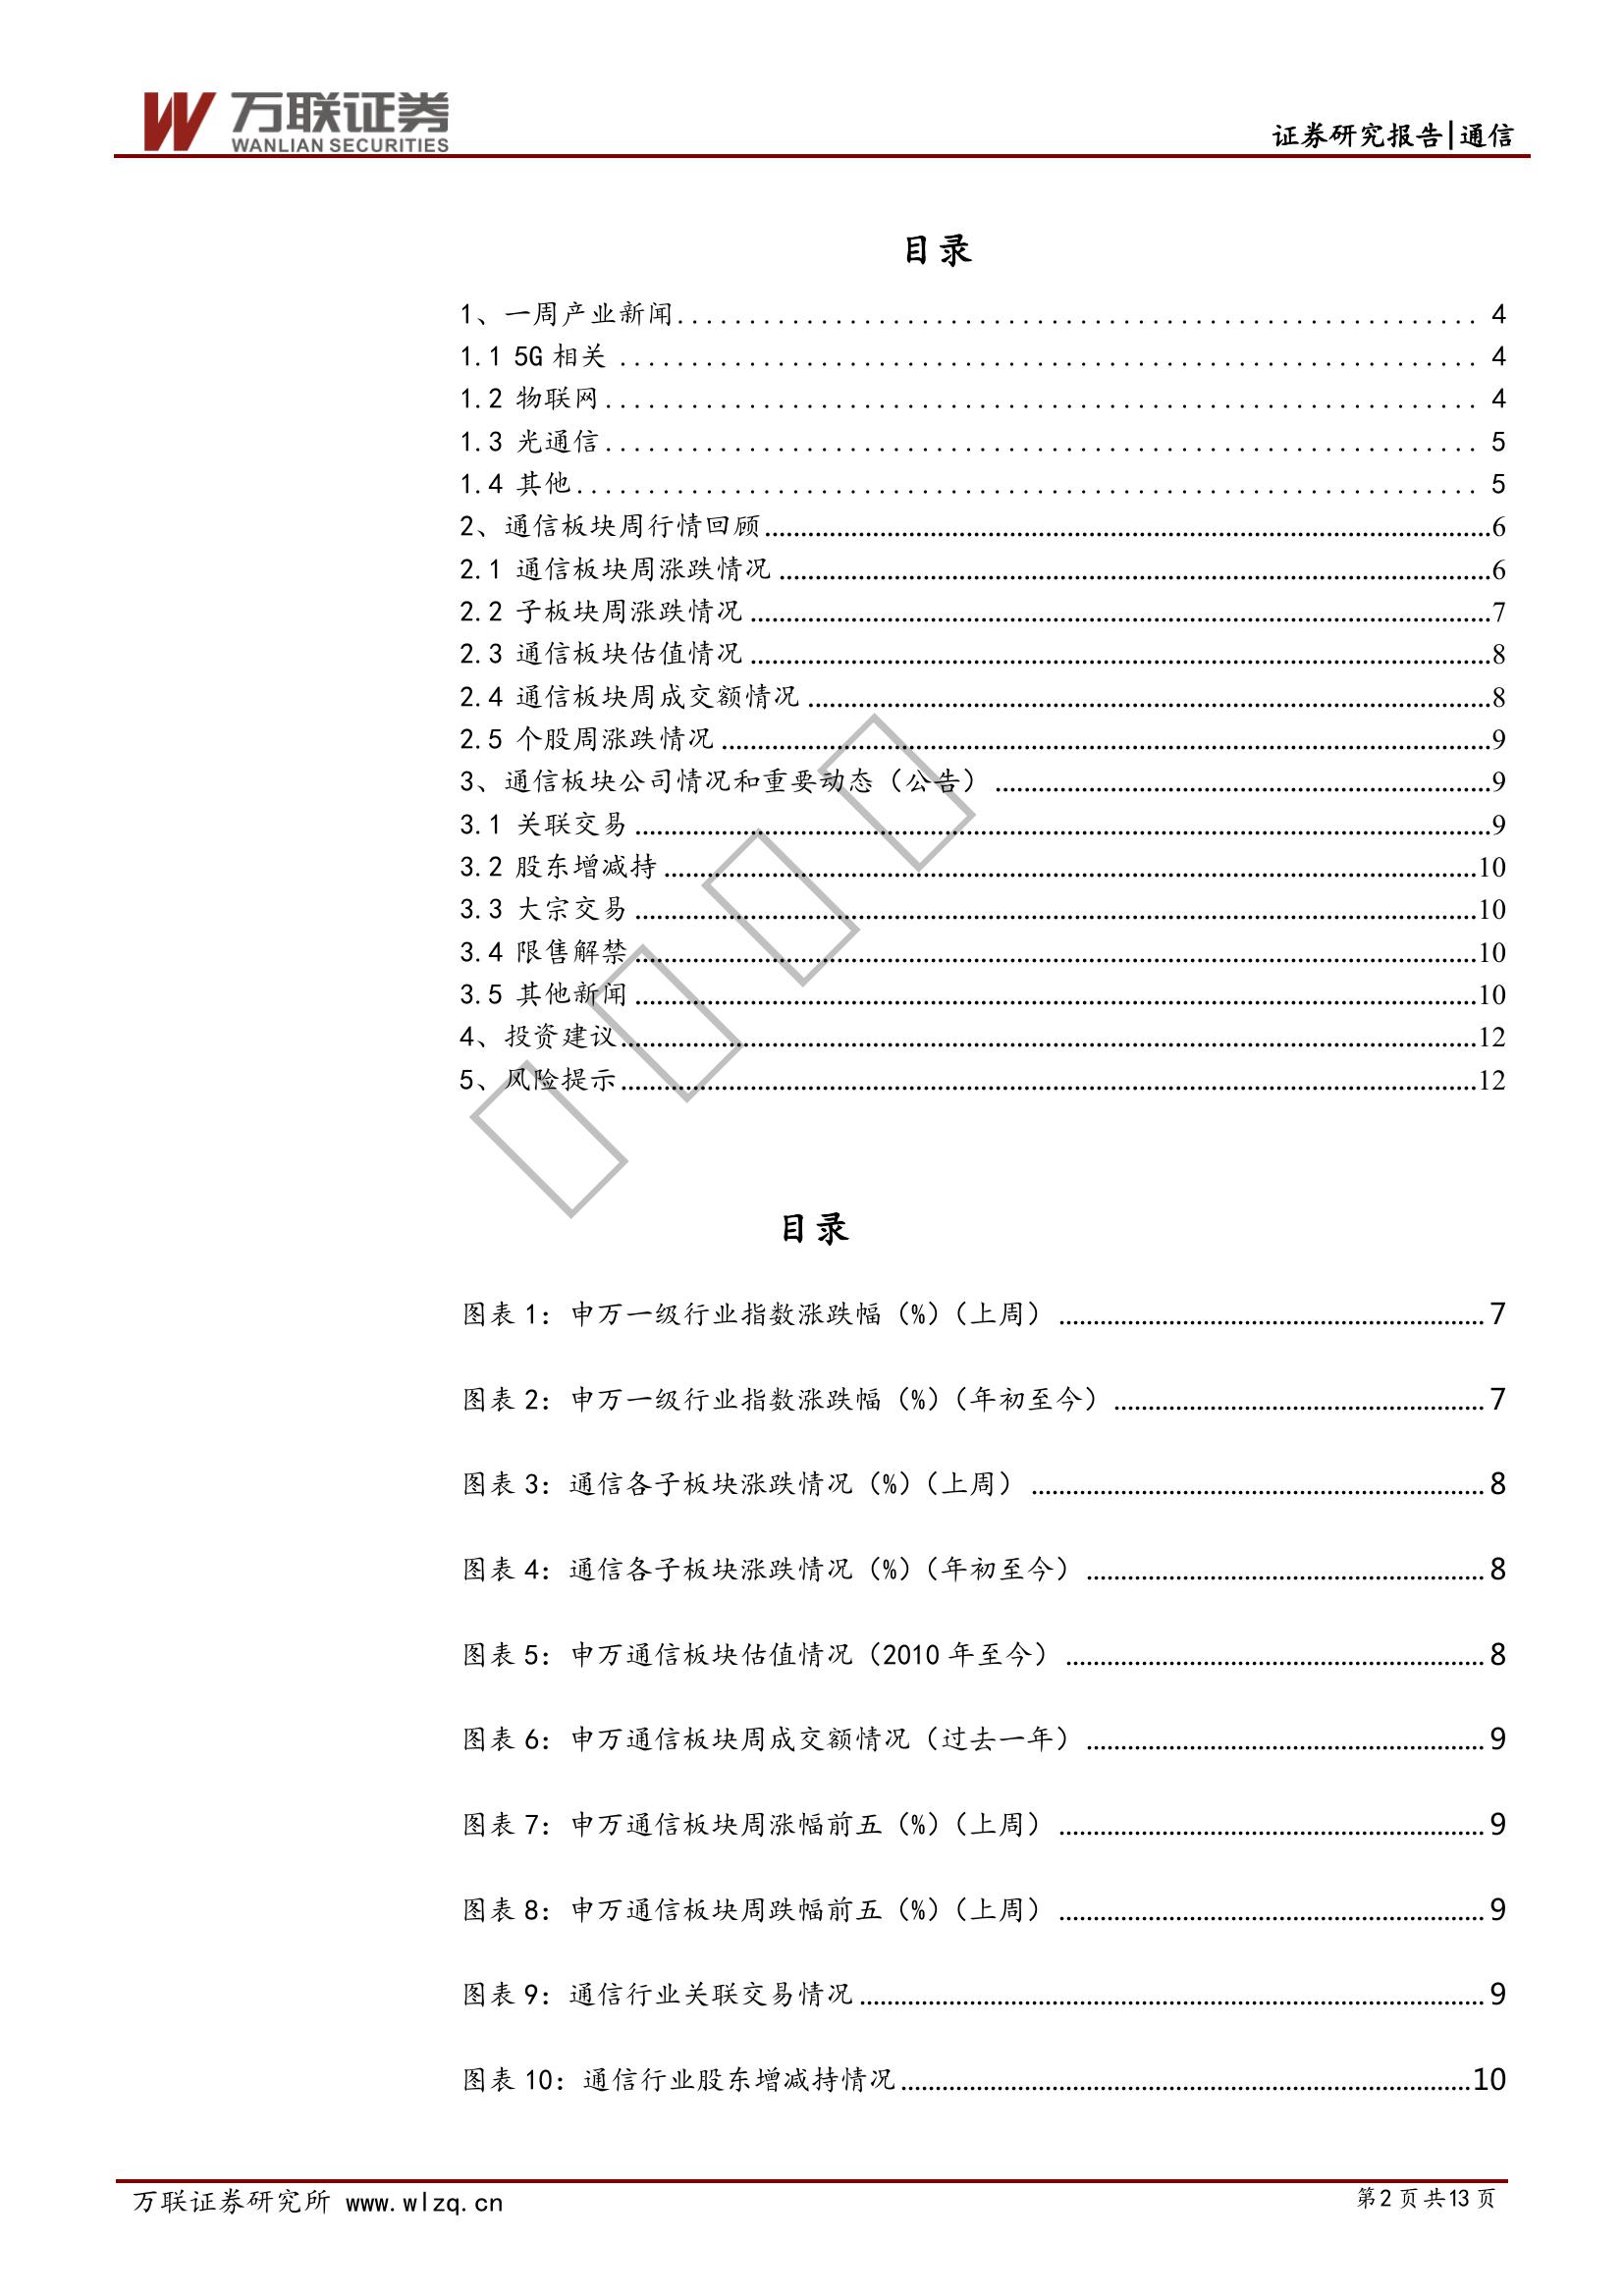 万联证券
WANLIAN SECURITIES
证券研究报告|通信
目录
1、一周产业新闻........................................................ 4
1.1 5G 相关............................................................ 4
1.2 物联网............................................................. 4
1.3 光通信............................................................. 5
1.4 其他............................................................... 5
2、通信板块周行情回顾..................................................6
2.1 通信板块周涨跌情况.................................................6
2.2 子板块周涨跌情况...................................................7
2.3 通信板块估值情况...................................................8
2.4 通信板块周成交额情况...............................................8
2.5 个股周涨跌情况.....................................................9
3、通信板块公司情况和重要动态（公告）..................................9
3.1 关联交易...........................................................9
3.2 股东增减持........................................................10
3.3 大宗交易..........................................................10
3.4 限售解禁..........................................................10
3.5 其他新闻..........................................................10
4、投资建议...........................................................12
5、风险提示...........................................................12
目录
图表 1：申万一级行业指数涨跌幅（%）（上周）............................ 7
图表 2：申万一级行业指数涨跌幅（%）（年初至今）........................ 7
图表 3：通信各子板块涨跌情况（%）（上周）.............................. 8
图表 4：通信各子板块涨跌情况（%）（年初至今）.......................... 8
图表 5：申万通信板块估值情况（2010 年至今）........................... 8
图表 6：申万通信板块周成交额情况（过去一年）.......................... 9
图表 7：申万通信板块周涨幅前五（%）（上周）............................ 9
图表 8：申万通信板块周跌幅前五（%）（上周）............................ 9
图表 9：通信行业关联交易情况.......................................... 9
图表 10：通信行业股东增减持情况.......................................10
万联证券研究所 www.wlzq.cn
第 2 页 共 13 页